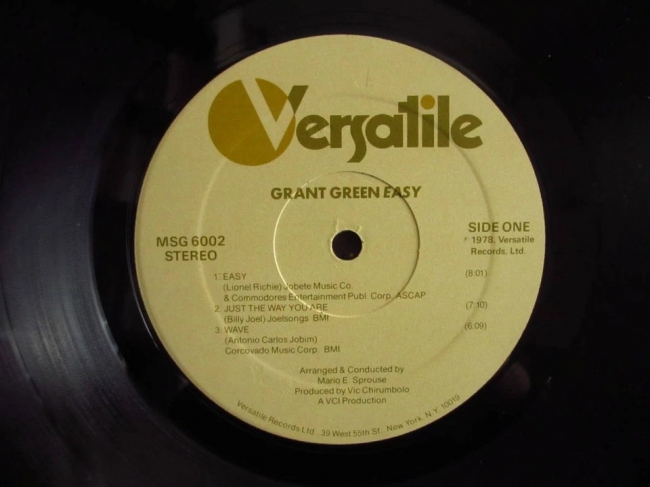 Versatile
GRANT GREEN EASY
MSG 6002
STEREO
SIDE ONE
℗ 1978, Versatile
Records, Ltd.
1. EASY (8:01)
(Lionel Richie) Jobete Music Co.
& Commodores Entertainment Publ. Corp. ASCAP
2. JUST THE WAY YOU ARE (7:10)
(Billy Joel) Joelsongs BMI
3. WAVE (6:09)
(Antonio Carlos Jobim)
Corcovado Music Corp. BMI
Arranged & Conducted by
Mario E. Sprouse
Produced by Vic Chirumbolo
A VCI Production
Versatile Records Ltd. 39 West 55th St., New York, N.Y. 10019